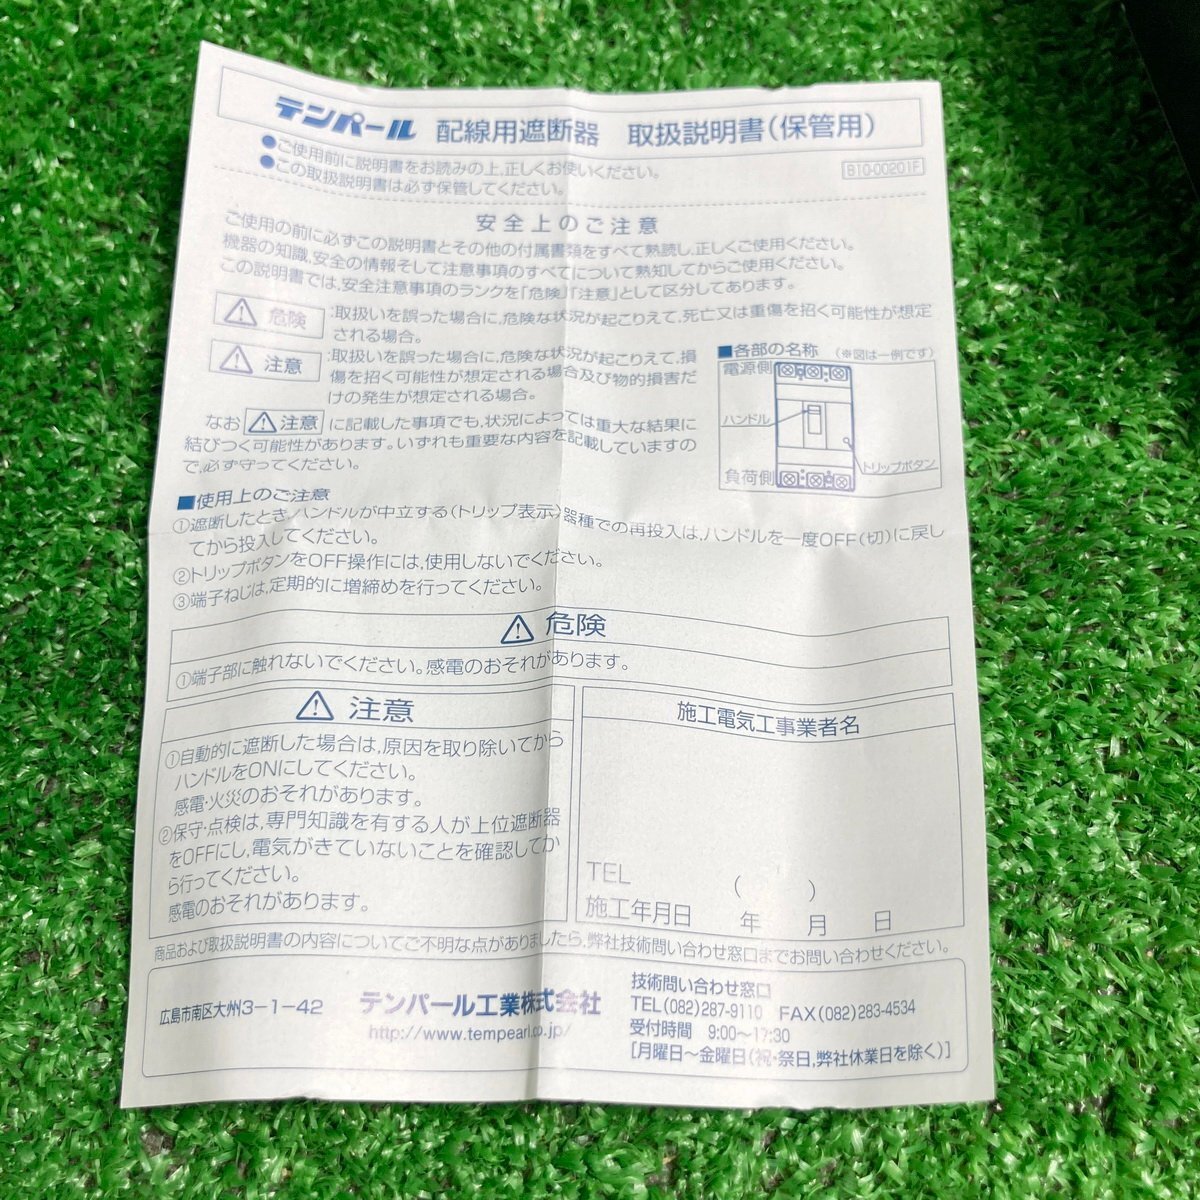 テンパール 配線用遮断器 取扱説明書(保管用)
●ご使用前に説明書をお読みの上,正しくお使いください。
●この取扱説明書は必ず保管してください。
B10-00201F
安全上のご注意
ご使用の前に必ずこの説明書とその他の付属書類をすべて熟読し,正しくご使用ください。
機器の知識,安全の情報そして注意事項のすべてについて熟知してからご使用ください。
この説明書では,安全注意事項のランクを「危険」「注意」として区分してあります。
⚠ 危険 :取扱いを誤った場合に,危険な状況が起こりえて,死亡又は重傷を招く可能性が想定
される場合。
⚠ 注意 :取扱いを誤った場合に,危険な状況が起こりえて,損
傷を招く可能性が想定される場合及び物的損害だ
けの発生が想定される場合。
なお ⚠注意 に記載した事項でも,状況によっては重大な結果に
結びつく可能性があります。いずれも重要な内容を記載していますの
で,必ず守ってください。
■各部の名称 (※図は一例です)
電源側
ハンドル
トリップボタン
負荷側
■使用上のご注意
①遮断したとき,ハンドルが中立する(トリップ表示)器種での再投入は,ハンドルを一度OFF(切)に戻し
てから投入してください。
②トリップボタンをOFF操作には,使用しないでください。
③端子ねじは,定期的に増締めを行ってください。
⚠ 危険
①端子部に触れないでください。感電のおそれがあります。
⚠ 注意
①自動的に遮断した場合は,原因を取り除いてから
ハンドルをONにしてください。
感電・火災のおそれがあります。
②保守・点検は,専門知識を有する人が上位遮断器
をOFFにし,電気がきていないことを確認してか
ら行ってください。
感電のおそれがあります。
施工電気工事業者名
TEL ( )
施工年月日 年 月 日
商品および取扱説明書の内容についてご不明な点がありましたら,弊社技術問い合わせ窓口までお問い合わせください。
広島市南区大州3-1-42
テンパール工業株式会社
http://www.tempearl.co.jp/
技術問い合わせ窓口
TEL(082)287-9110 FAX(082)283-4534
受付時間 9:00〜17:30
[月曜日〜金曜日(祝・祭日,弊社休業日を除く)]